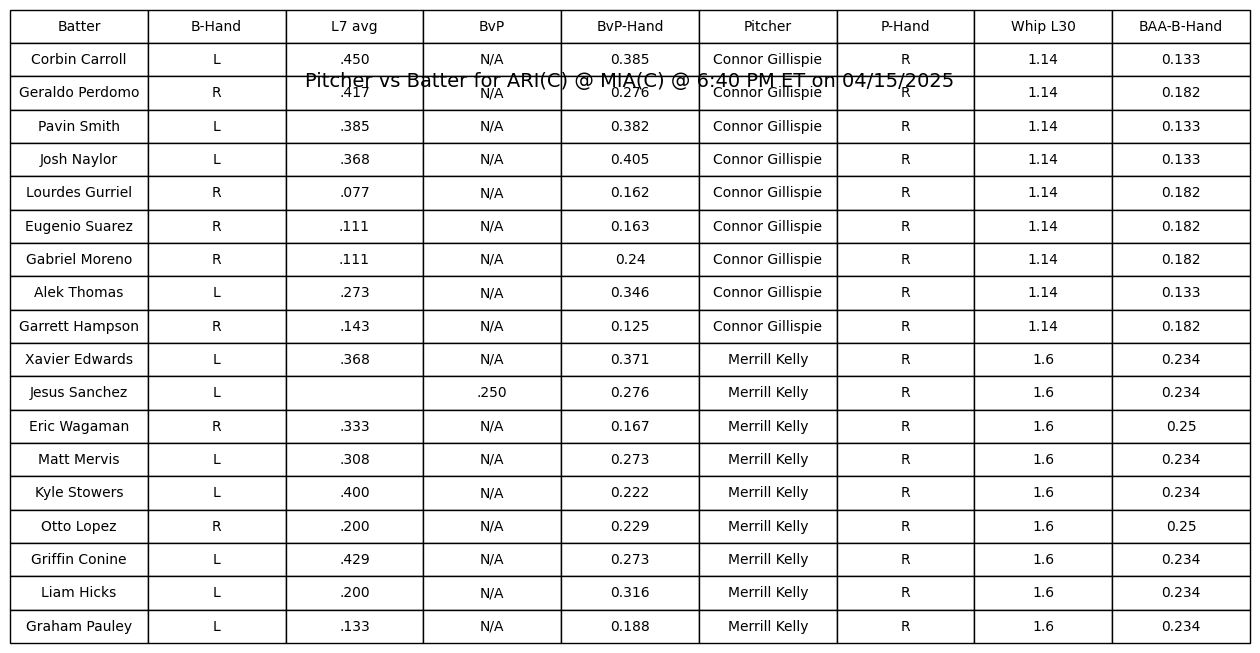 Batter B-Hand L7 avg BvP BvP-Hand Pitcher P-Hand Whip L30 BAA-B-Hand
Corbin Carroll L .450 N/A 0.385 Connor Gillispie R 1.14 0.133
Pitcher vs Batter for ARI(C) @ MIA(C) @ 6:40 PM ET on 04/15/2025
Geraldo Perdomo R .417 N/A 0.276 Connor Gillispie R 1.14 0.182
Pavin Smith L .385 N/A 0.382 Connor Gillispie R 1.14 0.133
Josh Naylor L .368 N/A 0.405 Connor Gillispie R 1.14 0.133
Lourdes Gurriel R .077 N/A 0.162 Connor Gillispie R 1.14 0.182
Eugenio Suarez R .111 N/A 0.163 Connor Gillispie R 1.14 0.182
Gabriel Moreno R .111 N/A 0.24 Connor Gillispie R 1.14 0.182
Alek Thomas L .273 N/A 0.346 Connor Gillispie R 1.14 0.133
Garrett Hampson R .143 N/A 0.125 Connor Gillispie R 1.14 0.182
Xavier Edwards L .368 N/A 0.371 Merrill Kelly R 1.6 0.234
Jesus Sanchez L .250 0.276 Merrill Kelly R 1.6 0.234
Eric Wagaman R .333 N/A 0.167 Merrill Kelly R 1.6 0.25
Matt Mervis L .308 N/A 0.273 Merrill Kelly R 1.6 0.234
Kyle Stowers L .400 N/A 0.222 Merrill Kelly R 1.6 0.234
Otto Lopez R .200 N/A 0.229 Merrill Kelly R 1.6 0.25
Griffin Conine L .429 N/A 0.273 Merrill Kelly R 1.6 0.234
Liam Hicks L .200 N/A 0.316 Merrill Kelly R 1.6 0.234
Graham Pauley L .133 N/A 0.188 Merrill Kelly R 1.6 0.234